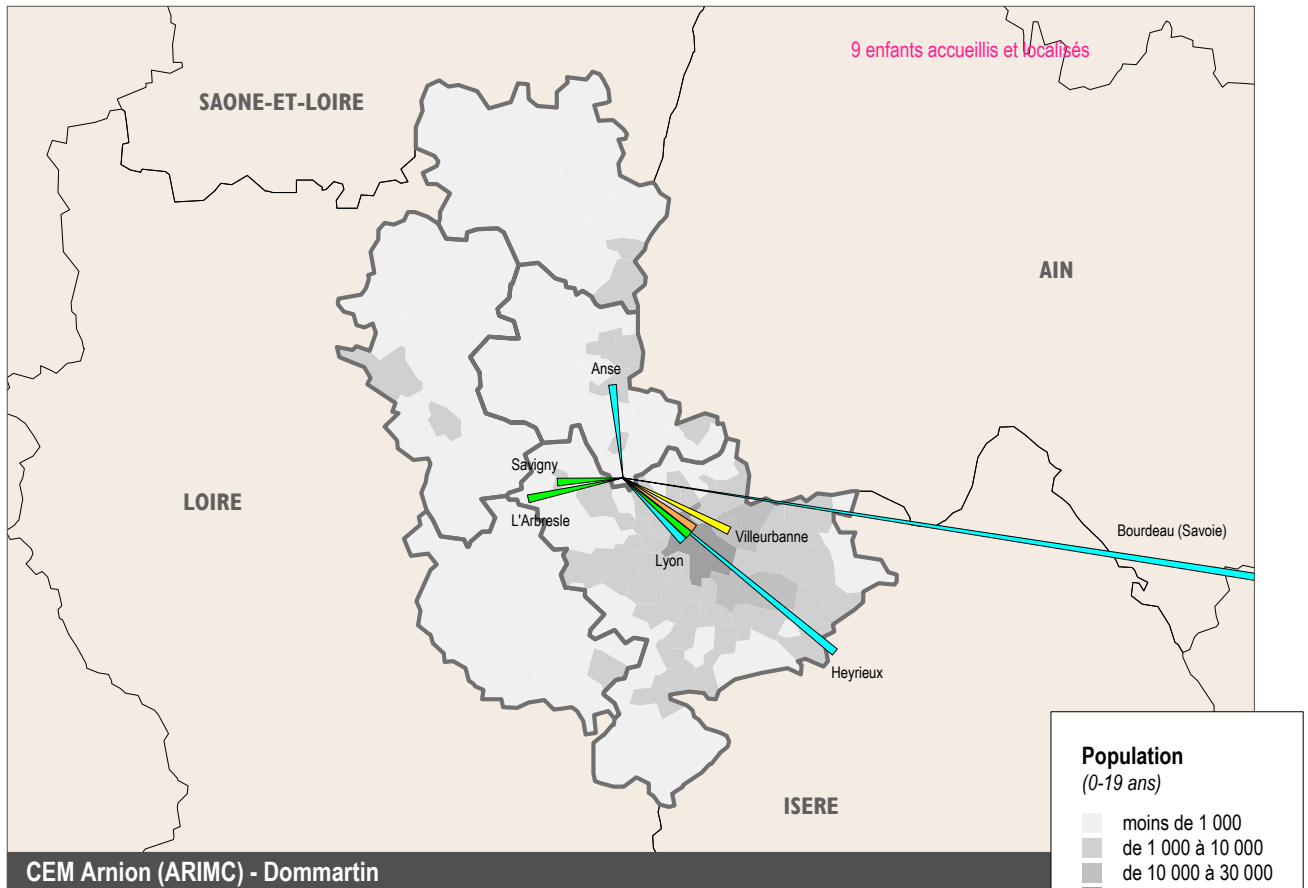 9 enfants accueillis et localisés
SAONE-ET-LOIRE
AIN
Anse
Savigny
LOIRE
L'Arbresle
Villeurbanne
Bourdeau (Savoie)
Lyon
Heyrieux
ISERE
Population
(0-19 ans)
moins de 1 000
de 1 000 à 10 000
de 10 000 à 30 000
CEM Arnion (ARIMC) - Dommartin